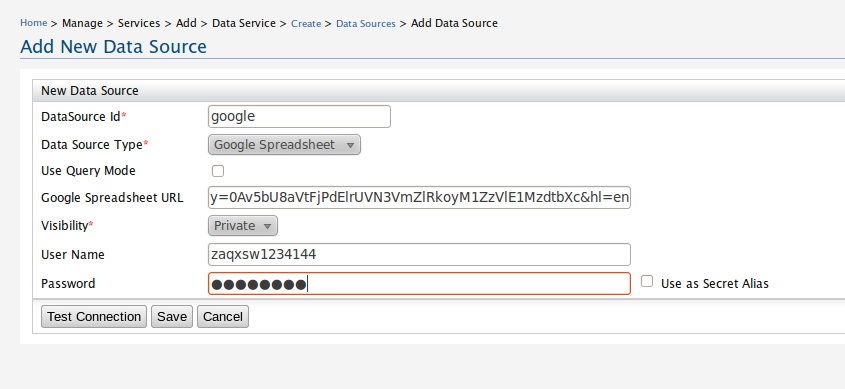 Home > Manage > Services > Add > Data Service > Create > Data Sources > Add Data Source
Add New Data Source
New Data Source
DataSource Id* google
Data Source Type* Google Spreadsheet
Use Query Mode
Google Spreadsheet URL y=0Av5bU8aVtFjPdElrUVN3VmZlRkoyM1ZzVlE1MzdtbXc&hl=en
Visibility* Private
User Name zaqxsw1234144
Password ●●●●●●●● Use as Secret Alias
Test Connection Save Cancel